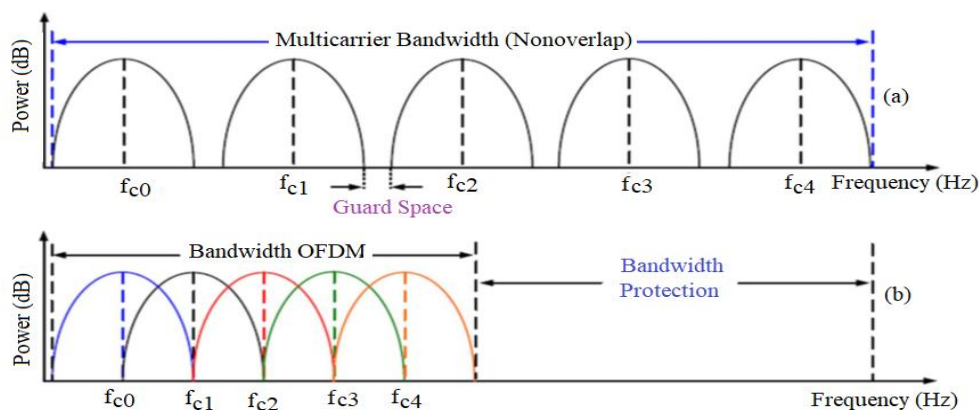 Multicarrier Bandwidth (Nonoverlap)
Power (dB)
(a)
fc0 fc1 fc2 fc3 fc4 Frequency (Hz)
Guard Space
Bandwidth OFDM
Bandwidth
Protection
Power (dB)
(b)
fc0 fc1 fc2 fc3 fc4 Frequency (Hz)